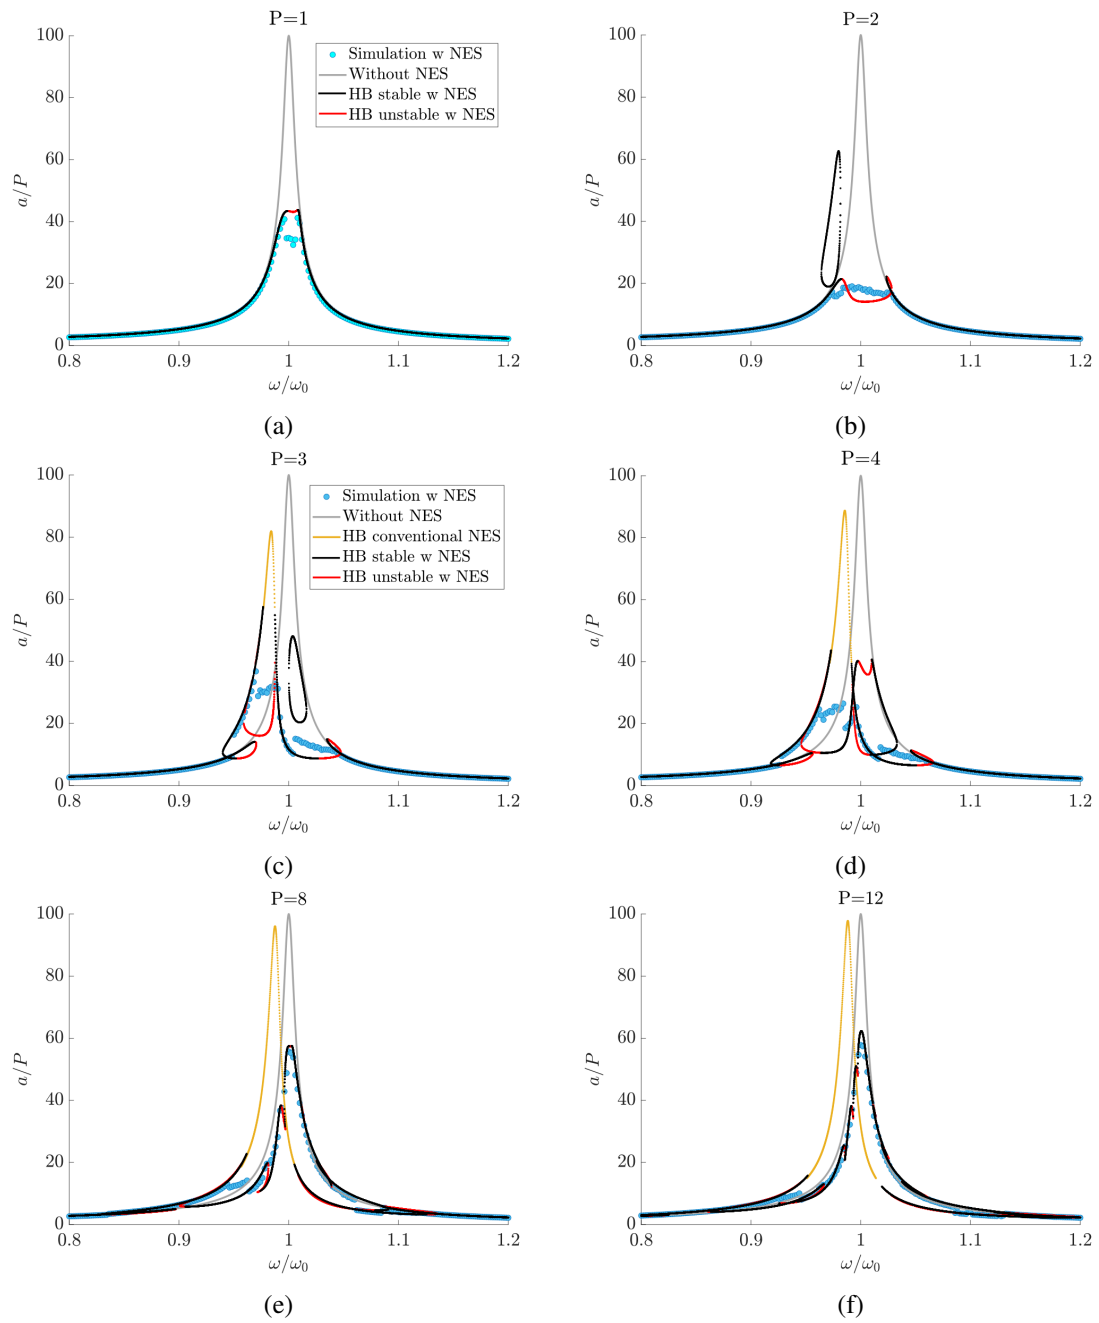 P=1
100
80
60
40
20
0
a/P
0.8
0.9
1
1.1
1.2
ω/ω₀
Simulation w NES
Without NES
HB stable w NES
HB unstable w NES
(a)
P=2
100
80
60
40
20
0
a/P
0.8
0.9
1
1.1
1.2
ω/ω₀
(b)
P=3
100
80
60
40
20
0
a/P
0.8
0.9
1
1.1
1.2
ω/ω₀
Simulation w NES
Without NES
HB conventional NES
HB stable w NES
HB unstable w NES
(c)
P=4
100
80
60
40
20
0
a/P
0.8
0.9
1
1.1
1.2
ω/ω₀
(d)
P=8
100
80
60
40
20
0
a/P
0.8
0.9
1
1.1
1.2
ω/ω₀
(e)
P=12
100
80
60
40
20
0
a/P
0.8
0.9
1
1.1
1.2
ω/ω₀
(f)